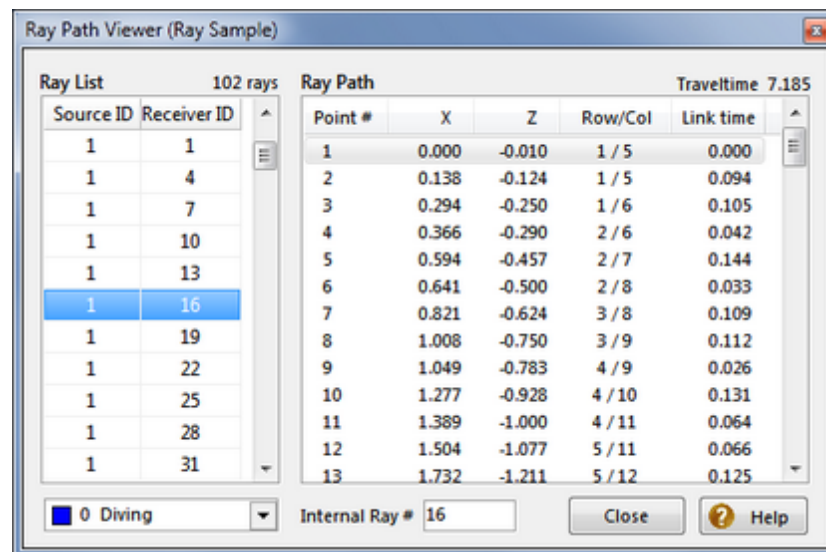 Ray Path Viewer (Ray Sample)
Ray List 102 rays
Source ID Receiver ID
1 1
1 4
1 7
1 10
1 13
1 16
1 19
1 22
1 25
1 28
1 31
0 Diving
Ray Path Traveltime 7.185
Point # X Z Row/Col Link time
1 0.000 -0.010 1 / 5 0.000
2 0.138 -0.124 1 / 5 0.094
3 0.294 -0.250 1 / 6 0.105
4 0.366 -0.290 2 / 6 0.042
5 0.594 -0.457 2 / 7 0.144
6 0.641 -0.500 2 / 8 0.033
7 0.821 -0.624 3 / 8 0.109
8 1.008 -0.750 3 / 9 0.112
9 1.049 -0.783 4 / 9 0.026
10 1.277 -0.928 4 / 10 0.131
11 1.389 -1.000 4 / 11 0.064
12 1.504 -1.077 5 / 11 0.066
13 1.732 -1.211 5 / 12 0.125
Internal Ray # 16
Close
Help